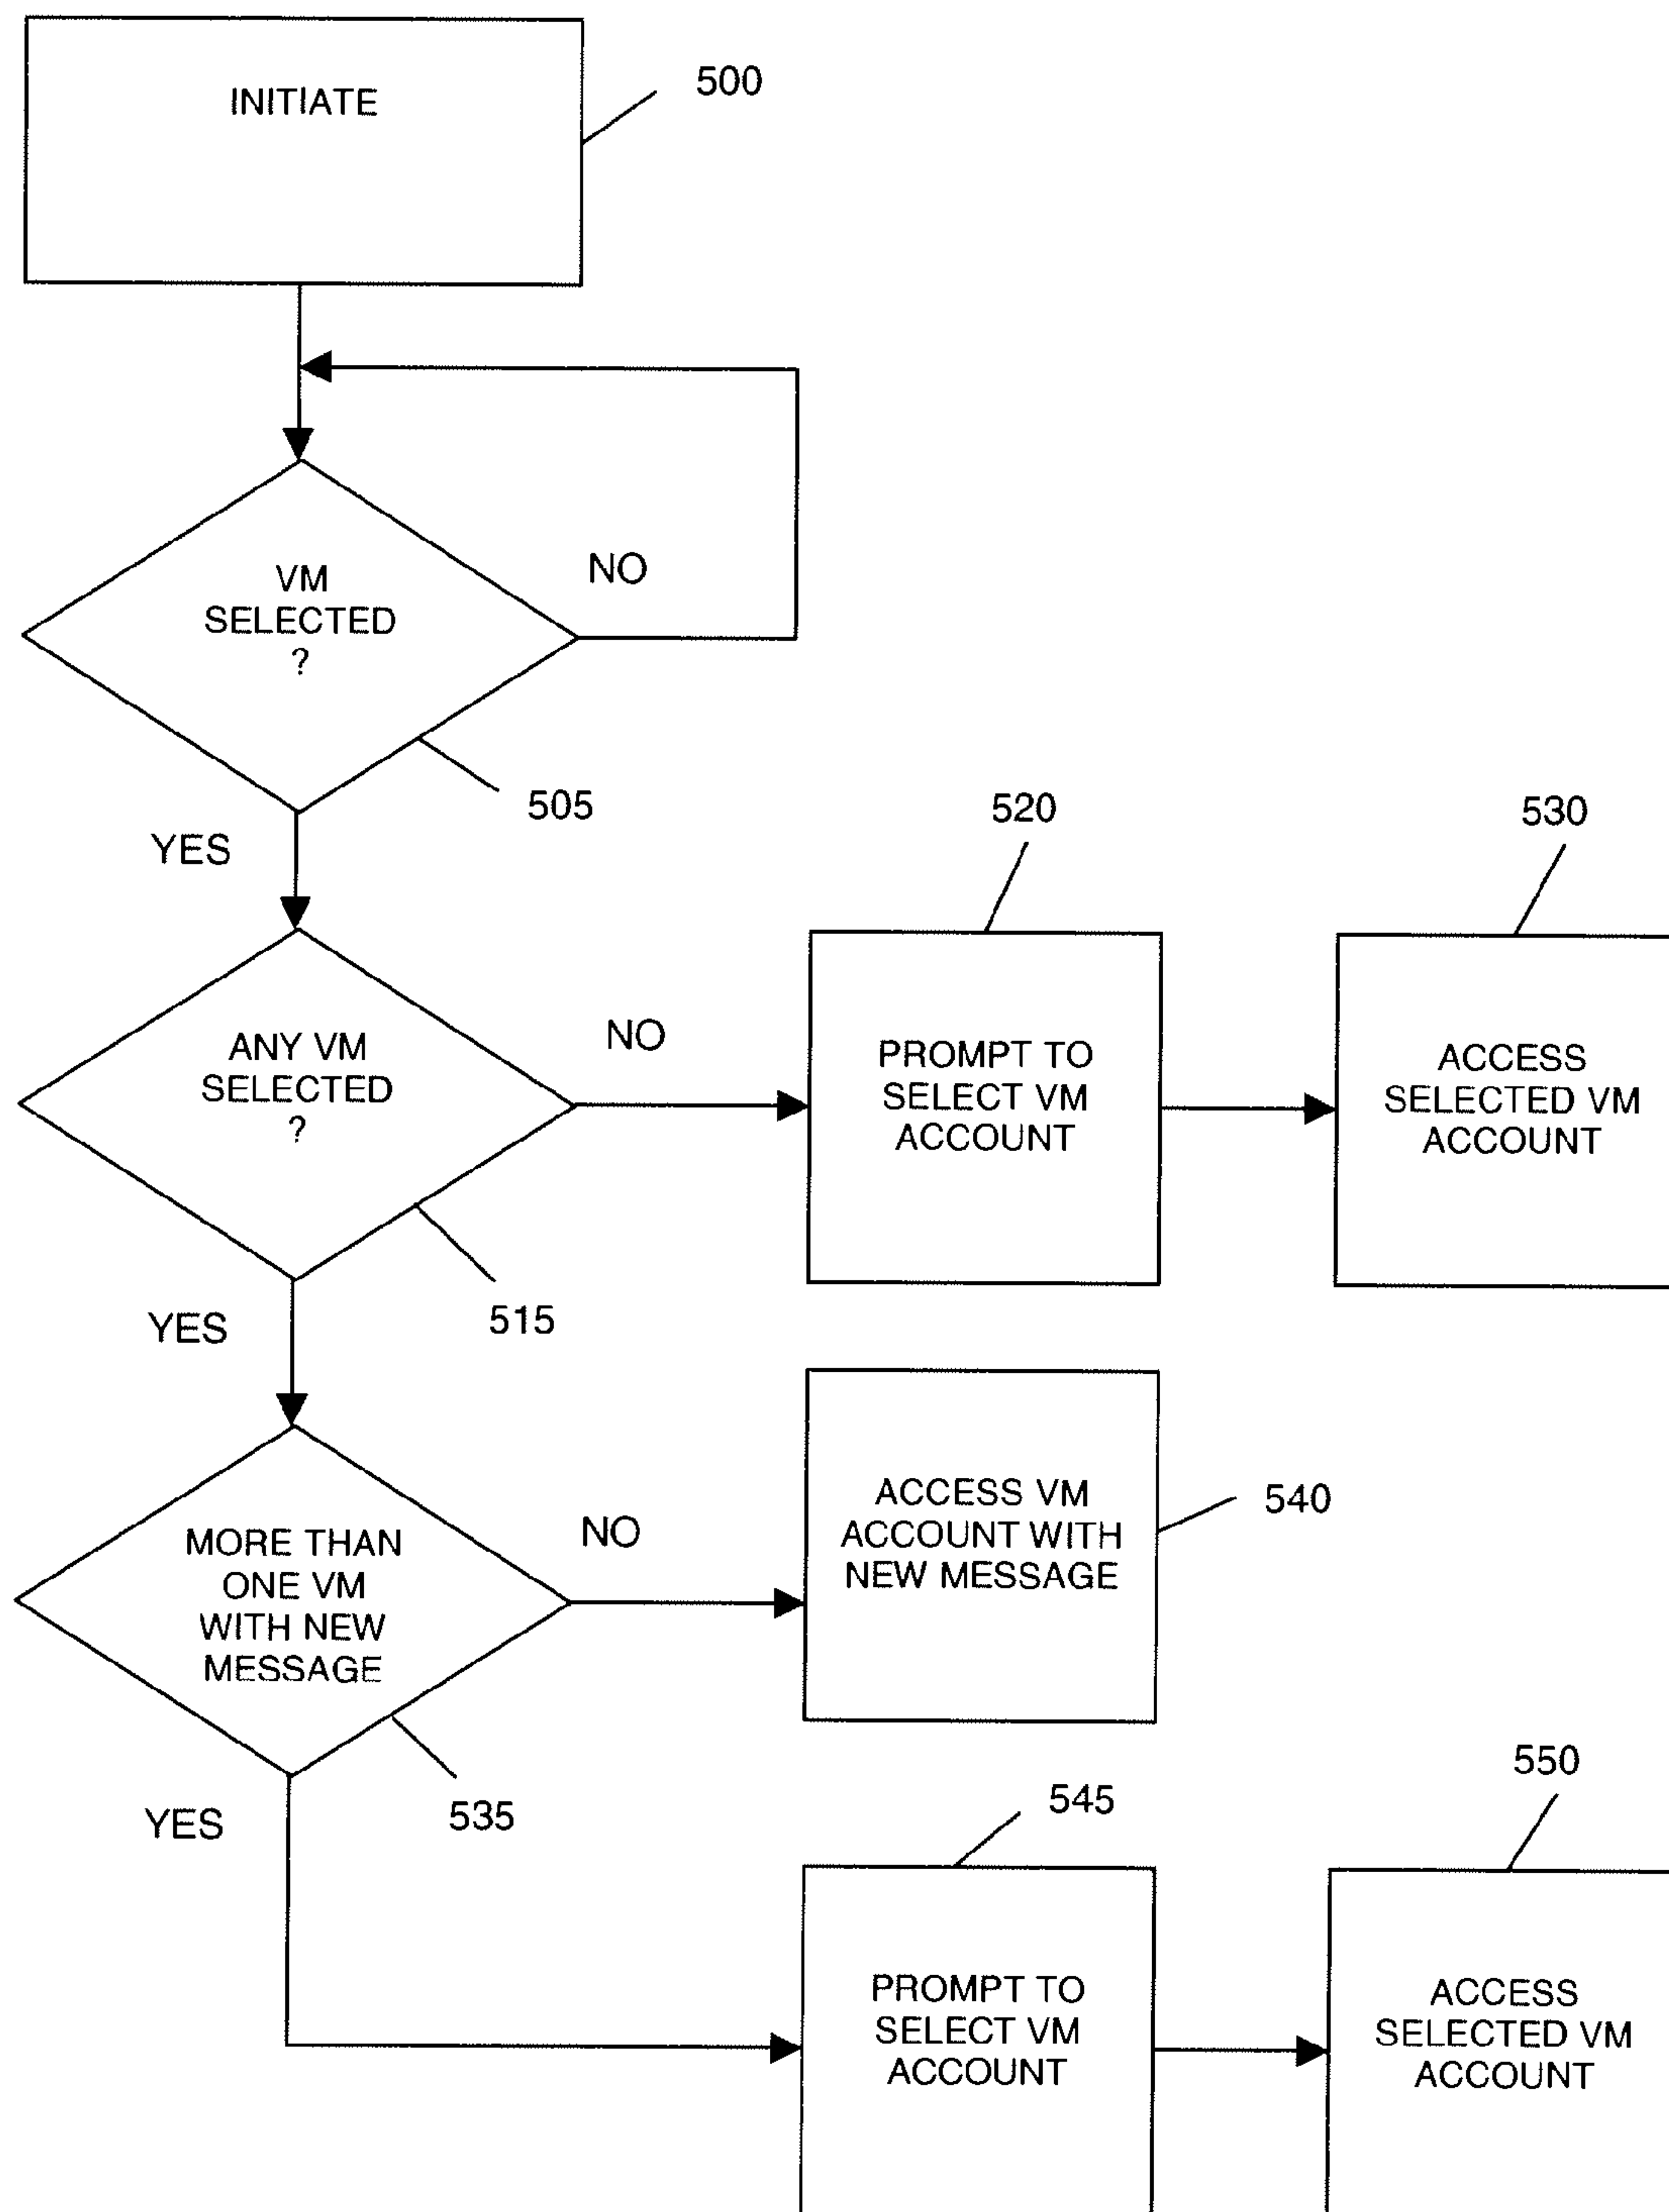 INITIATE
500
VM
SELECTED
?
NO
505
YES
ANY VM
SELECTED
?
NO
515
YES
520
PROMPT TO
SELECT VM
ACCOUNT
530
ACCESS
SELECTED VM
ACCOUNT
MORE THAN
ONE VM
WITH NEW
MESSAGE
NO
535
YES
ACCESS VM
ACCOUNT WITH
NEW MESSAGE
540
545
PROMPT TO
SELECT VM
ACCOUNT
550
ACCESS
SELECTED VM
ACCOUNT